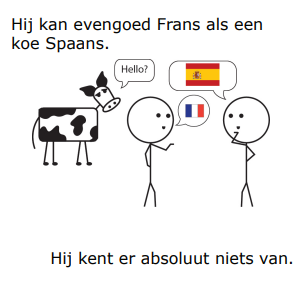 Hij kan evengoed Frans als een
koe Spaans.
Hello?
Hij kent er absoluut niets van.